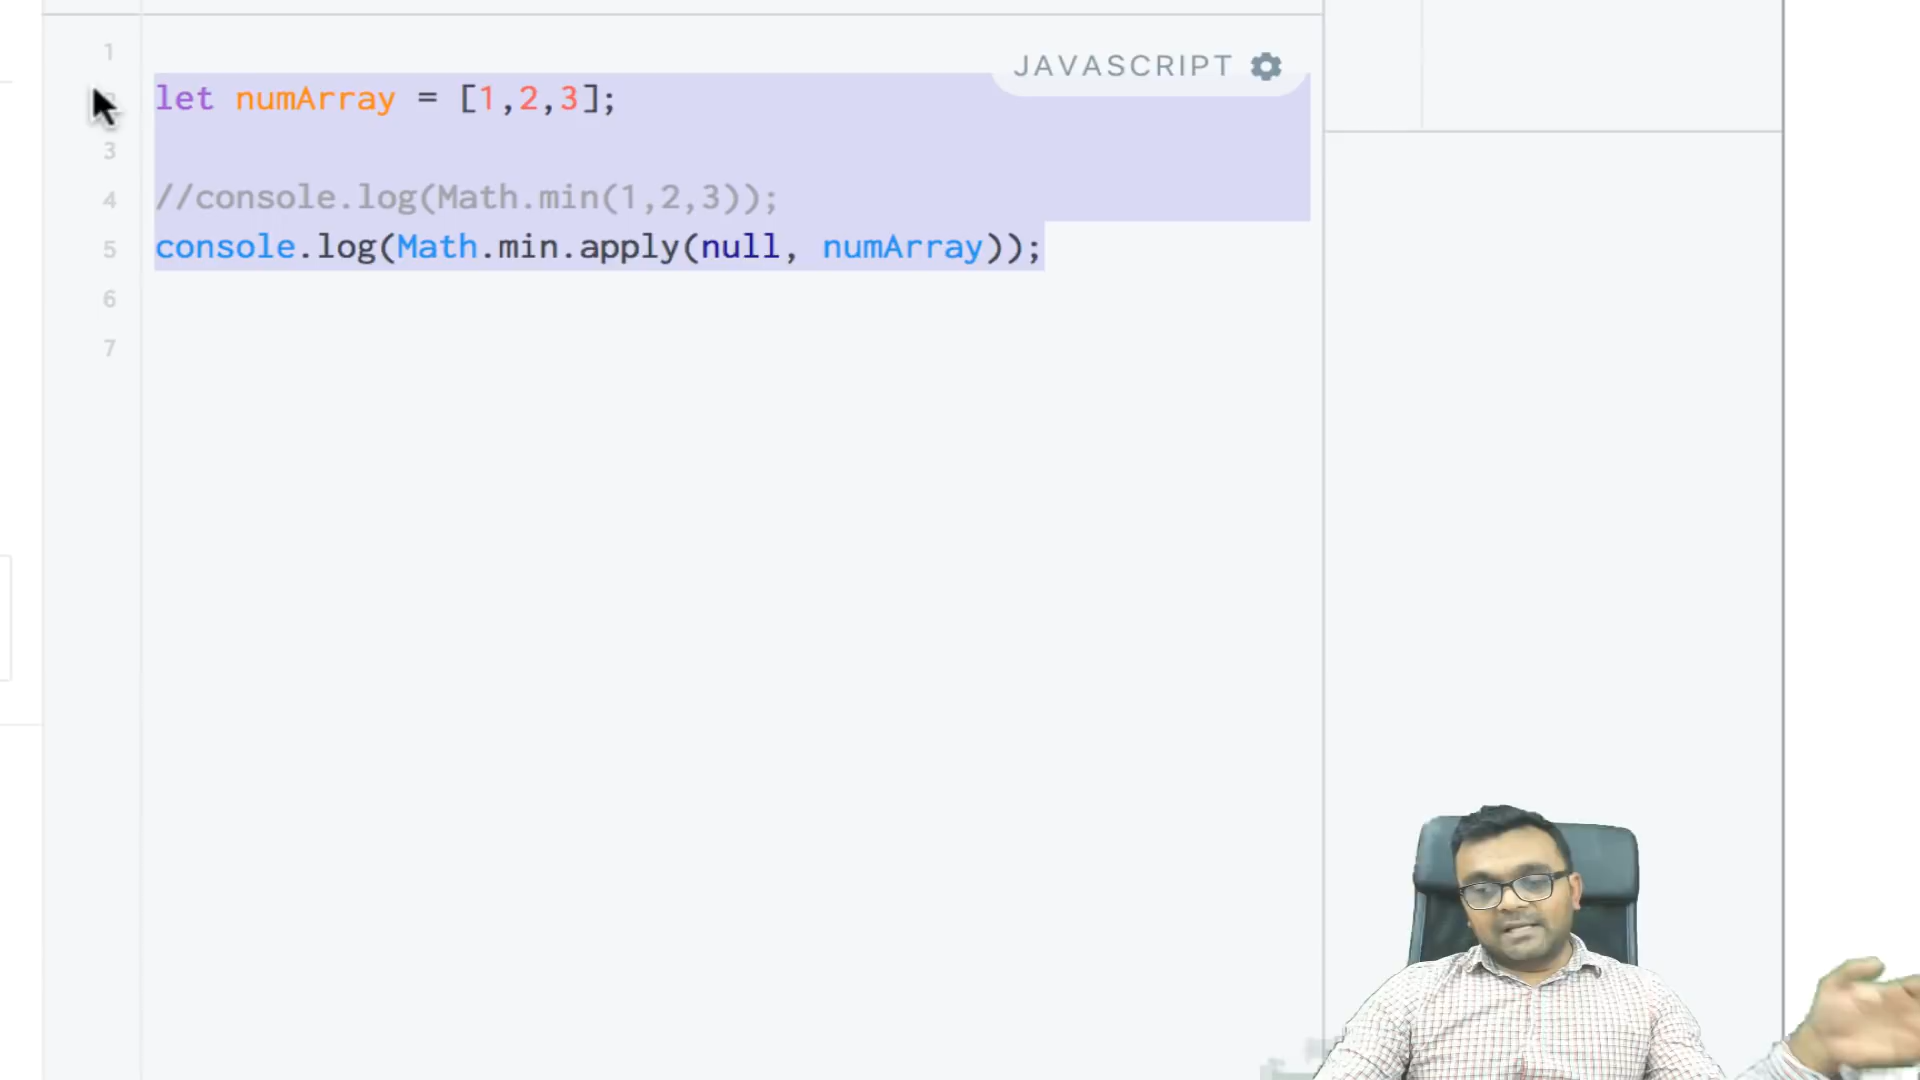 JAVASCRIPT
1
let numArray = [1,2,3];
3
4 //console.log(Math.min(1,2,3));
5 console.log(Math.min.apply(null, numArray));
6
7